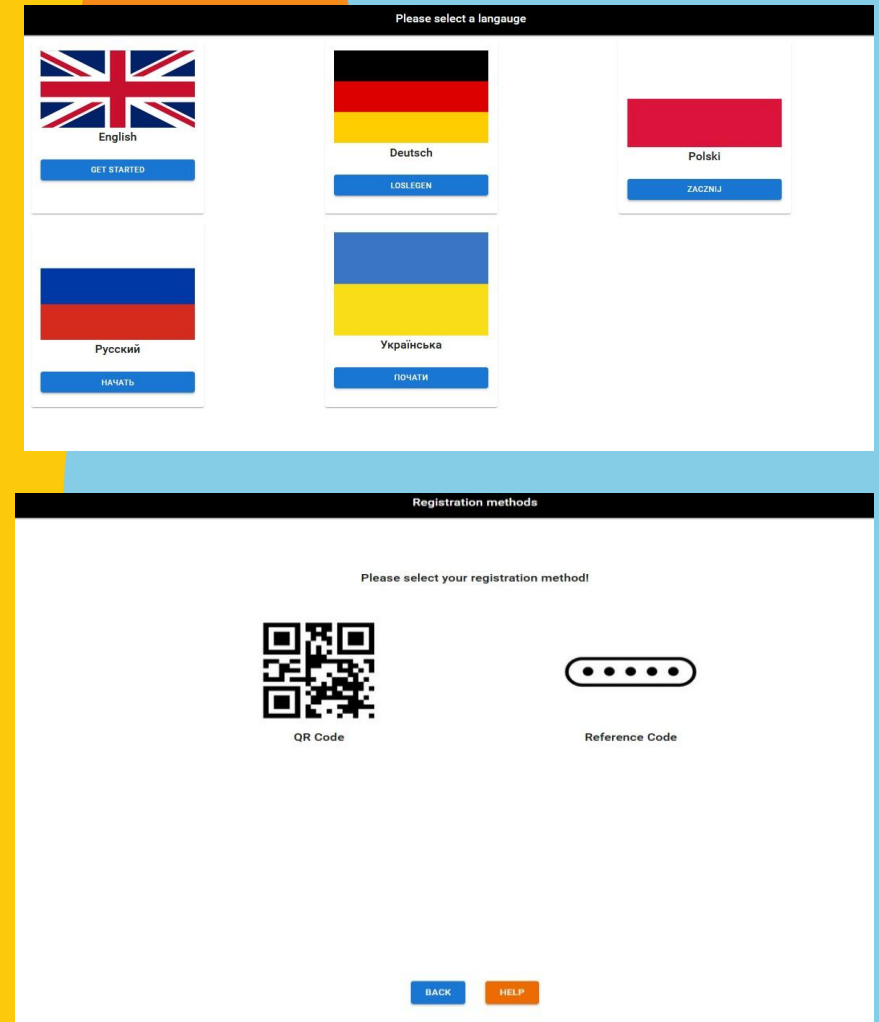 Please select a langauge
English
GET STARTED
Deutsch
LOSLEGEN
Polski
ZACZNIJ
Русский
НАЧАТЬ
Українська
ПОЧАТИ
Registration methods
Please select your registration method!
QR Code
Reference Code
BACK
HELP